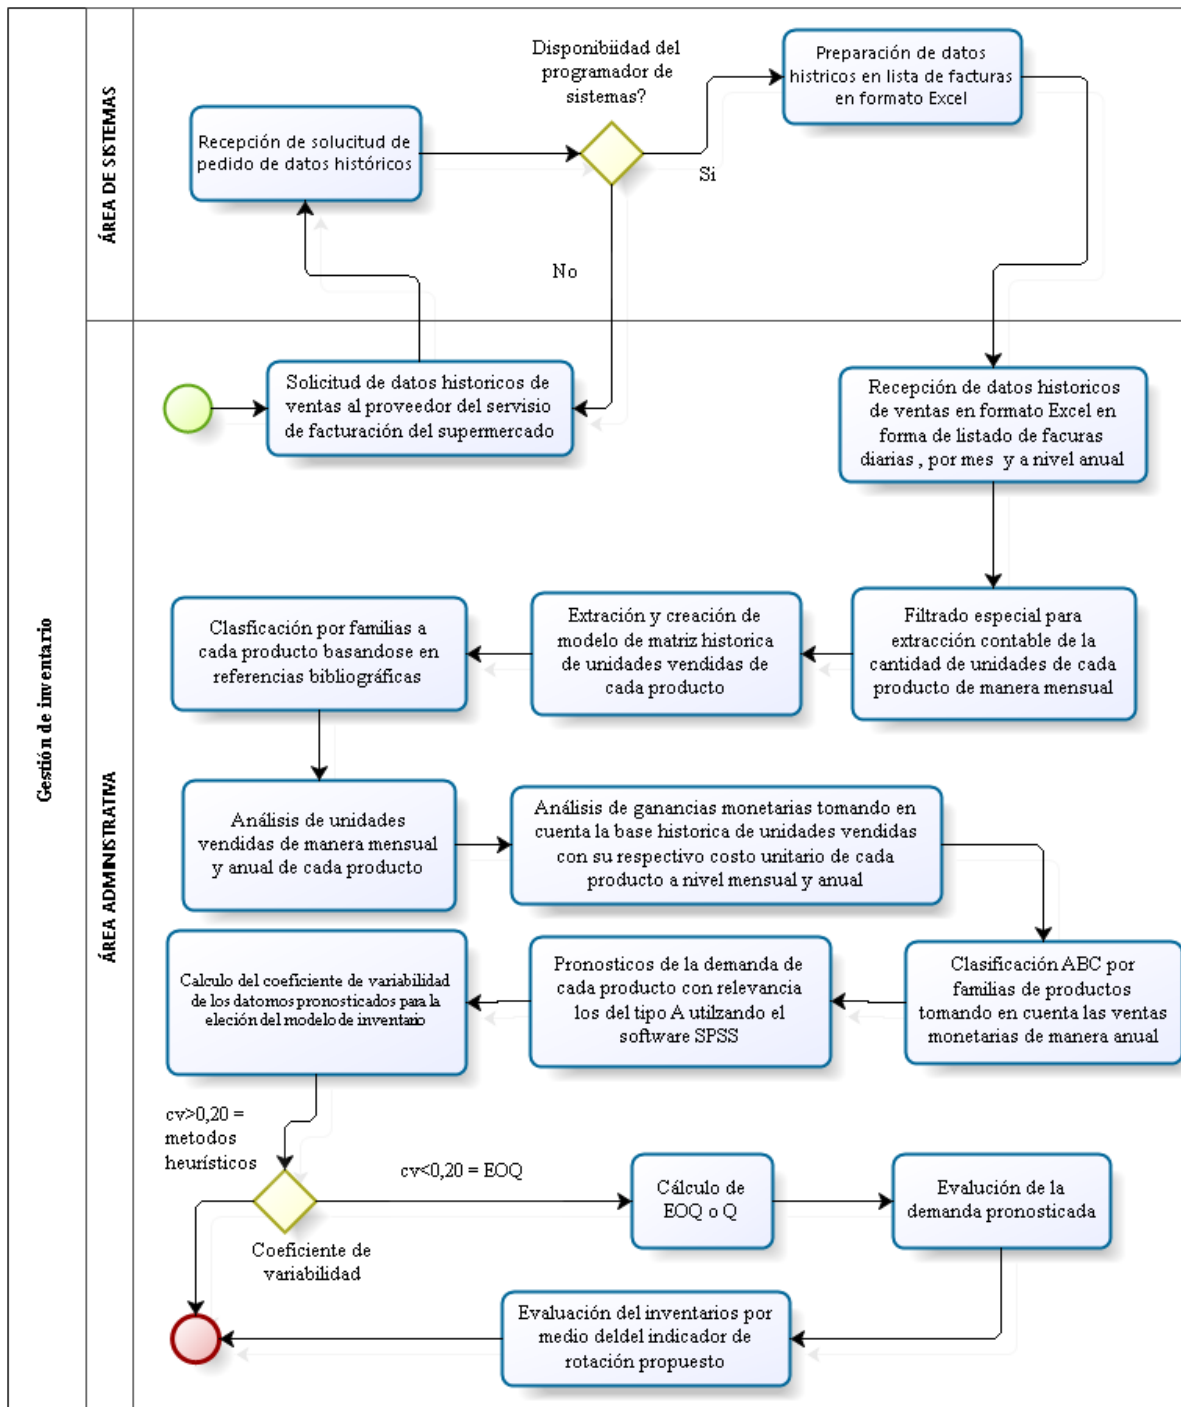 Gestión de inventario
ÁREA DE SISTEMAS
Disponibiidad del
programador de
sistemas?
Preparación de datos
histricos en lista de facturas
en formato Excel
Recepción de solucitud de
pedido de datos históricos
Si
No
ÁREA ADMINISTRATIVA
Solicitud de datos historicos de
ventas al proveedor del servisio
de facturación del supermercado
Recepción de datos historicos
de ventas en formato Excel en
forma de listado de facuras
diarias , por mes y a nivel anual
Filtrado especial para
extracción contable de la
cantidad de unidades de cada
producto de manera mensual
Extración y creación de
modelo de matriz historica
de unidades vendidas de
cada producto
Clasficación por familias a
cada producto basandose en
referencias bibliográficas
Análisis de unidades
vendidas de manera mensual
y anual de cada producto
Análisis de ganancias monetarias tomando en
cuenta la base historica de unidades vendidas
con su respectivo costo unitario de cada
producto a nivel mensual y anual
Clasificación ABC por
familias de productos
tomando en cuenta las ventas
monetarias de manera anual
Pronosticos de la demanda de
cada producto con relevancia
los del tipo A utilzando el
software SPSS
Calculo del coeficiente de variabilidad
de los datomos pronosticados para la
eleción del modelo de inventario
cv>0,20 =
metodos
heurísticos
cv<0,20 = EOQ
Coeficiente de
variabilidad
Cálculo de
EOQ o Q
Evalución de la
demanda pronosticada
Evaluación del inventarios por
medio deldel indicador de
rotación propuesto